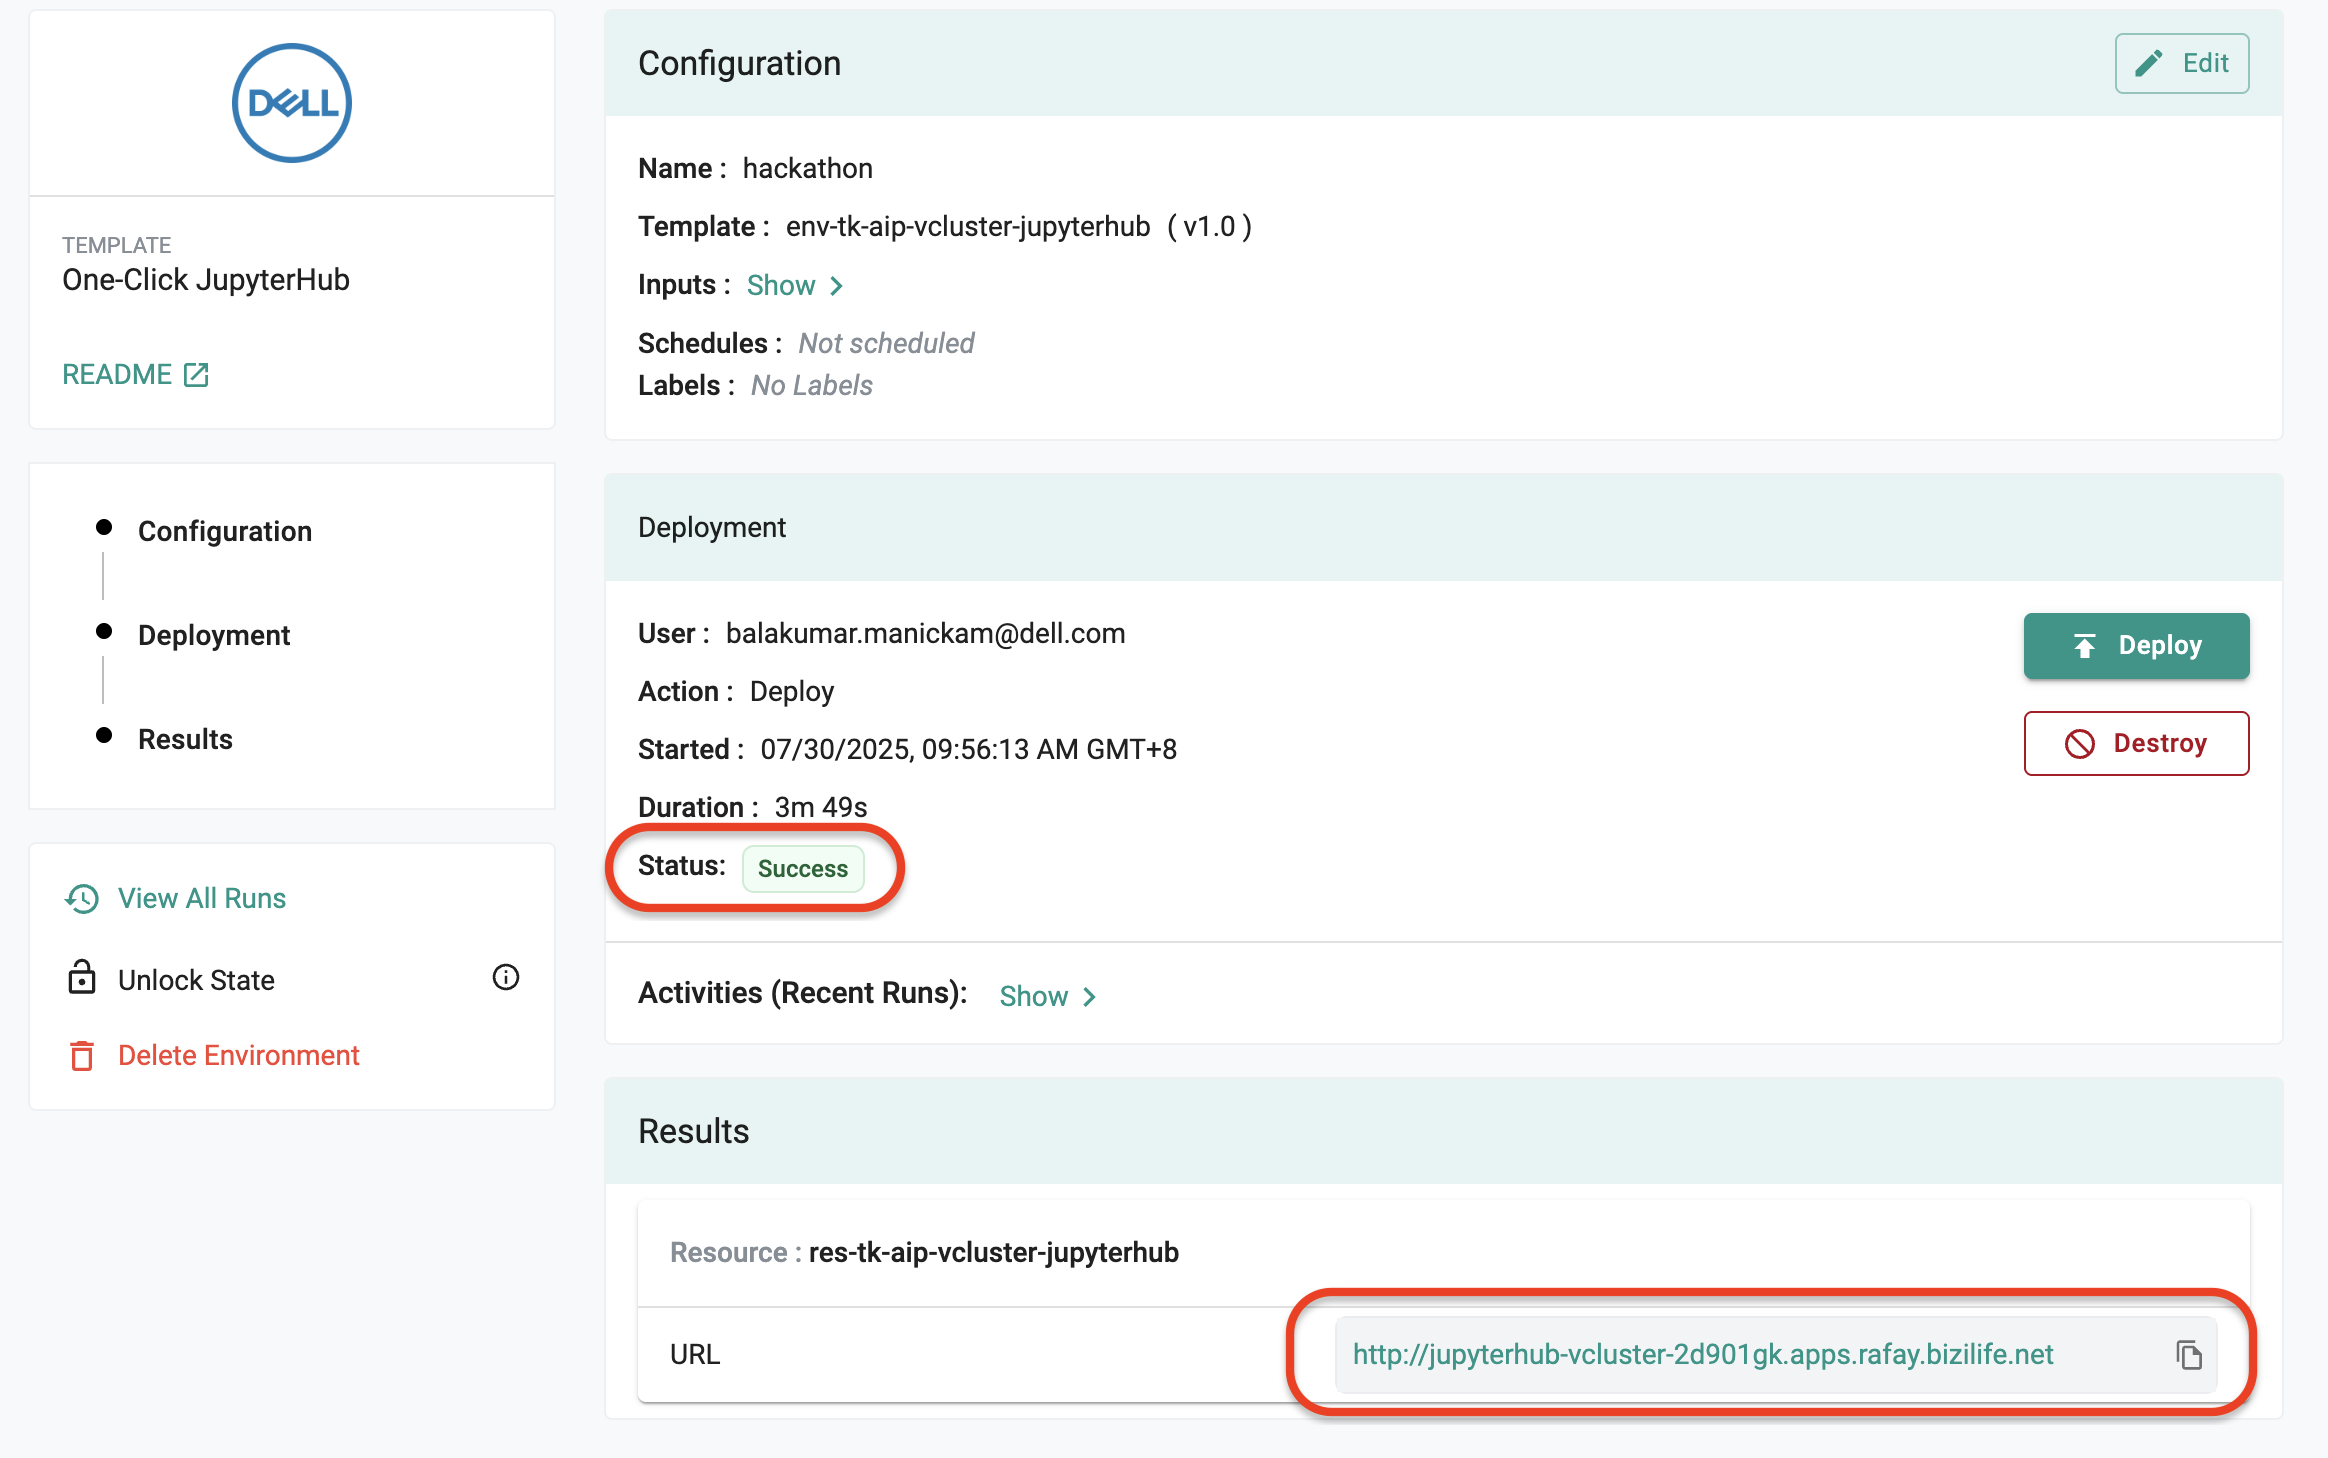 DELL
TEMPLATE
One-Click JupyterHub
README
Configuration
Deployment
Results
View All Runs
Unlock State
Delete Environment
Configuration
Edit
Name : hackathon
Template : env-tk-aip-vcluster-jupyterhub ( v1.0 )
Inputs : Show
Schedules : Not scheduled
Labels : No Labels
Deployment
User : balakumar.manickam@dell.com
Action : Deploy
Started : 07/30/2025, 09:56:13 AM GMT+8
Duration : 3m 49s
Status: Success
Deploy
Destroy
Activities (Recent Runs): Show
Results
Resource : res-tk-aip-vcluster-jupyterhub
URL http://jupyterhub-vcluster-2d901gk.apps.rafay.bizilife.net